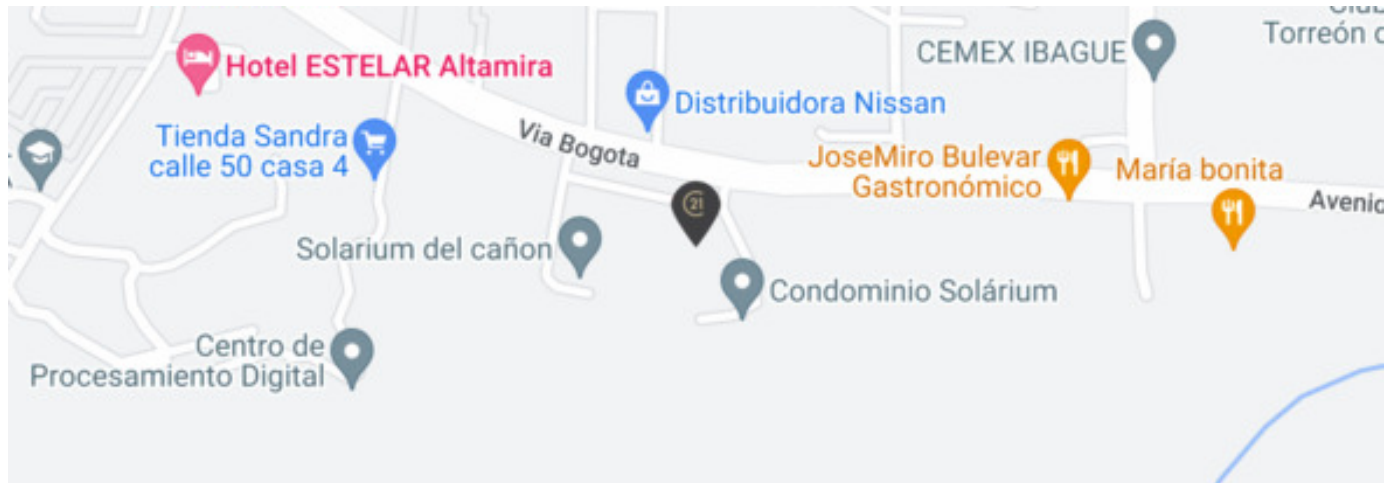 Torreón
CEMEX IBAGUE
Hotel ESTELAR Altamira
Distribuidora Nissan
Via Bogota
Tienda Sandra
calle 50 casa 4
JoseMiro Bulevar
Gastronómico
María bonita
21
Solarium del cañon
Condominio Solárium
Centro de
Procesamiento Digital